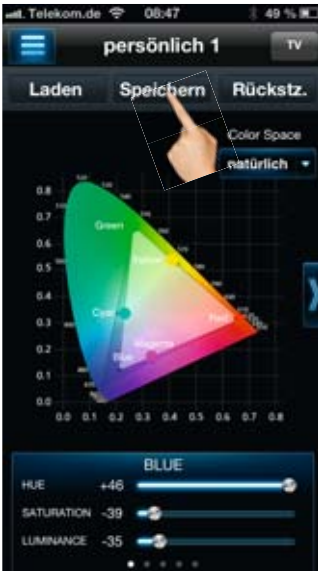 Telekom.de 08:47 49 %
persönlich 1 TV
Laden Speichern Rückstz.
Color Space
natürlich
0.8
0.7
Green
0.6
Yellow
0.5
0.4
Cyan
Red
0.3
Magenta
0.2
Blue
0.1
0.0
0.0 0.1 0.2 0.3 0.4 0.5 0.6 0.7 0.8
BLUE
HUE +46
SATURATION -39
LUMINANCE -35